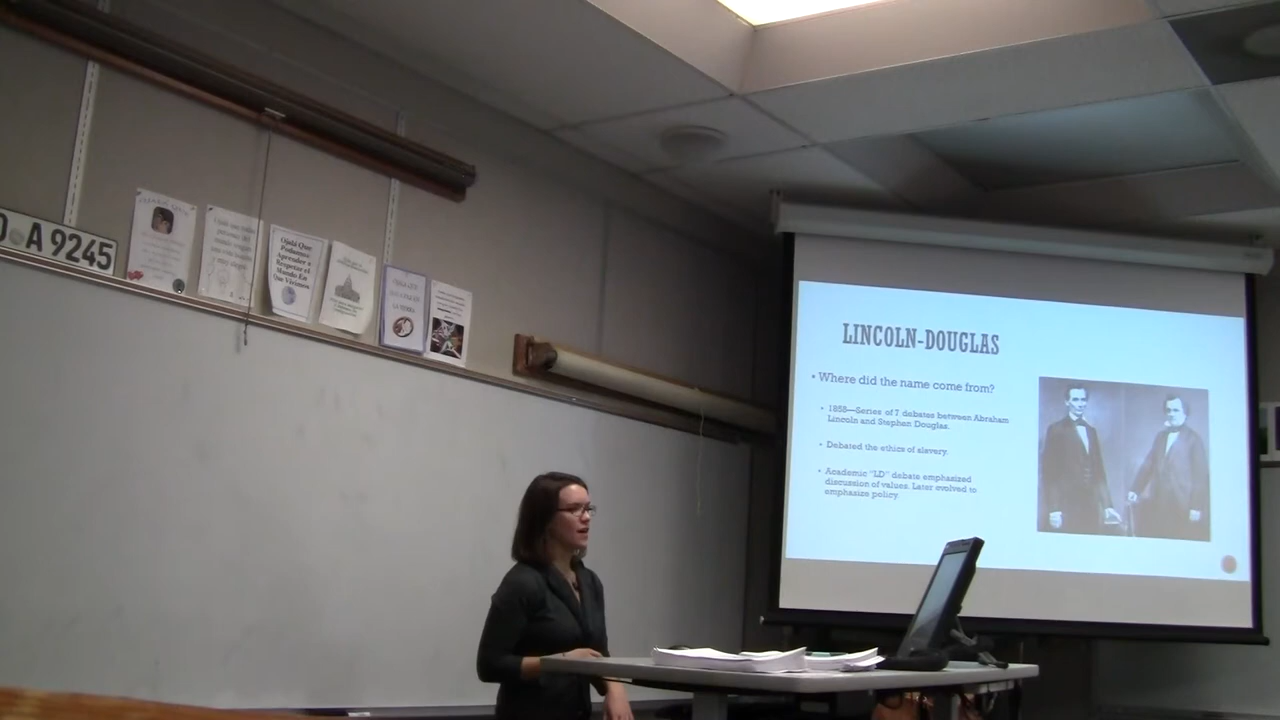 A 9245
Ojalá Que
Podamos
Aprender a
Respetar el
Mundo En
Que Vivimos
LA TIERRA
LINCOLN-DOUGLAS
• Where did the name come from?
• 1858—Series of 7 debates between Abraham
Lincoln and Stephen Douglas.
• Debated the ethics of slavery.
• Academic "LD" debate emphasized
discussion of values. Later evolved to
emphasize policy.